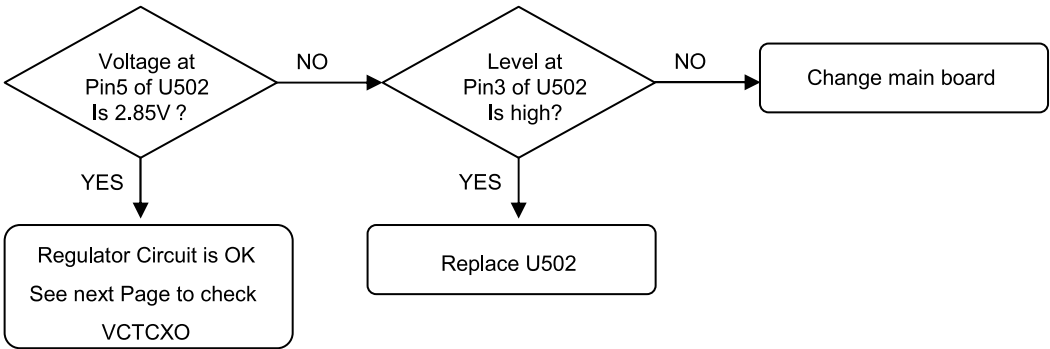 Voltage at
Pin5 of U502
Is 2.85V ?
NO
Level at
Pin3 of U502
Is high?
NO
Change main board
YES
YES
Regulator Circuit is OK
See next Page to check
VCTCXO
Replace U502